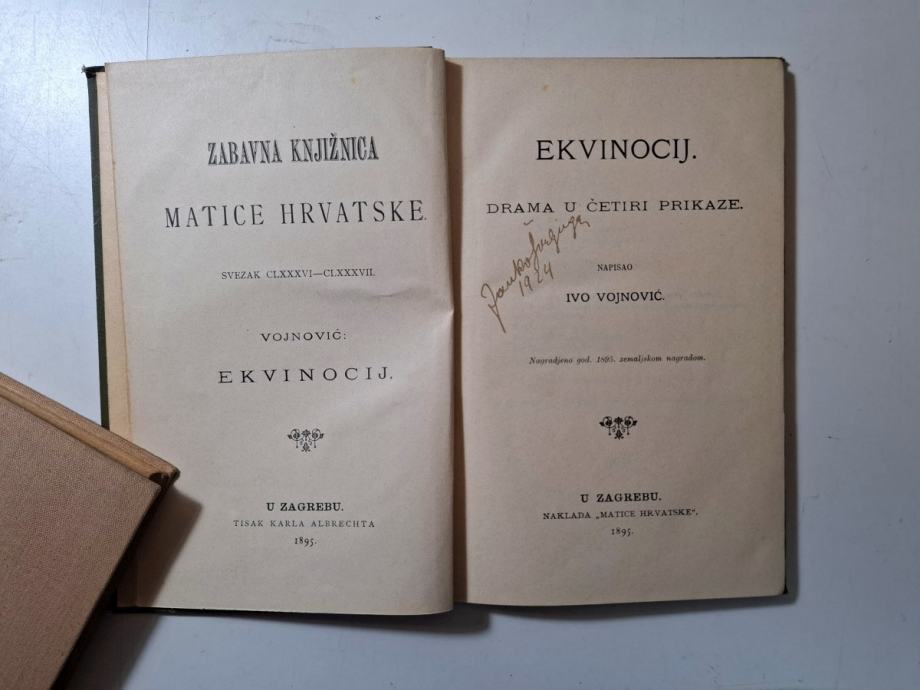 ZABAVNA KNJIŽNICA
MATICE HRVATSKE.
SVEZAK CLXXXVI—CLXXXVII.
VOJNOVIĆ:
EKVINOCIJ.
U ZAGREBU.
TISAK KARLA ALBRECHTA
1895.
EKVINOCIJ.
DRAMA U ČETIRI PRIKAZE.
Janko
1924
NAPISAO
IVO VOJNOVIĆ.
Nagradjeno god. 1895. zemaljskom nagradom.
U ZAGREBU.
NAKLADA „MATICE HRVATSKE“.
1895.